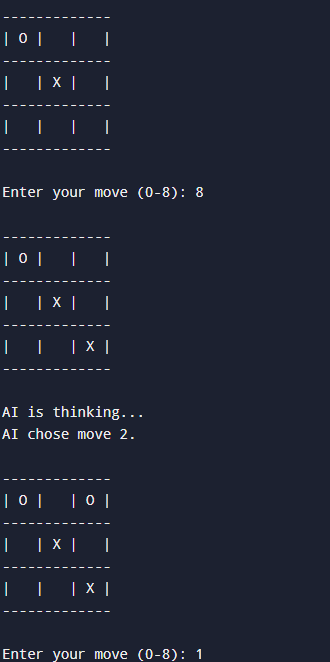 -------------
| O |   |   |
-------------
|   | X |   |
-------------
|   |   |   |
-------------
Enter your move (0-8): 8
-------------
| O |   |   |
-------------
|   | X |   |
-------------
|   |   | X |
-------------
AI is thinking...
AI chose move 2.
-------------
| O |   | O |
-------------
|   | X |   |
-------------
|   |   | X |
-------------
Enter your move (0-8): 1